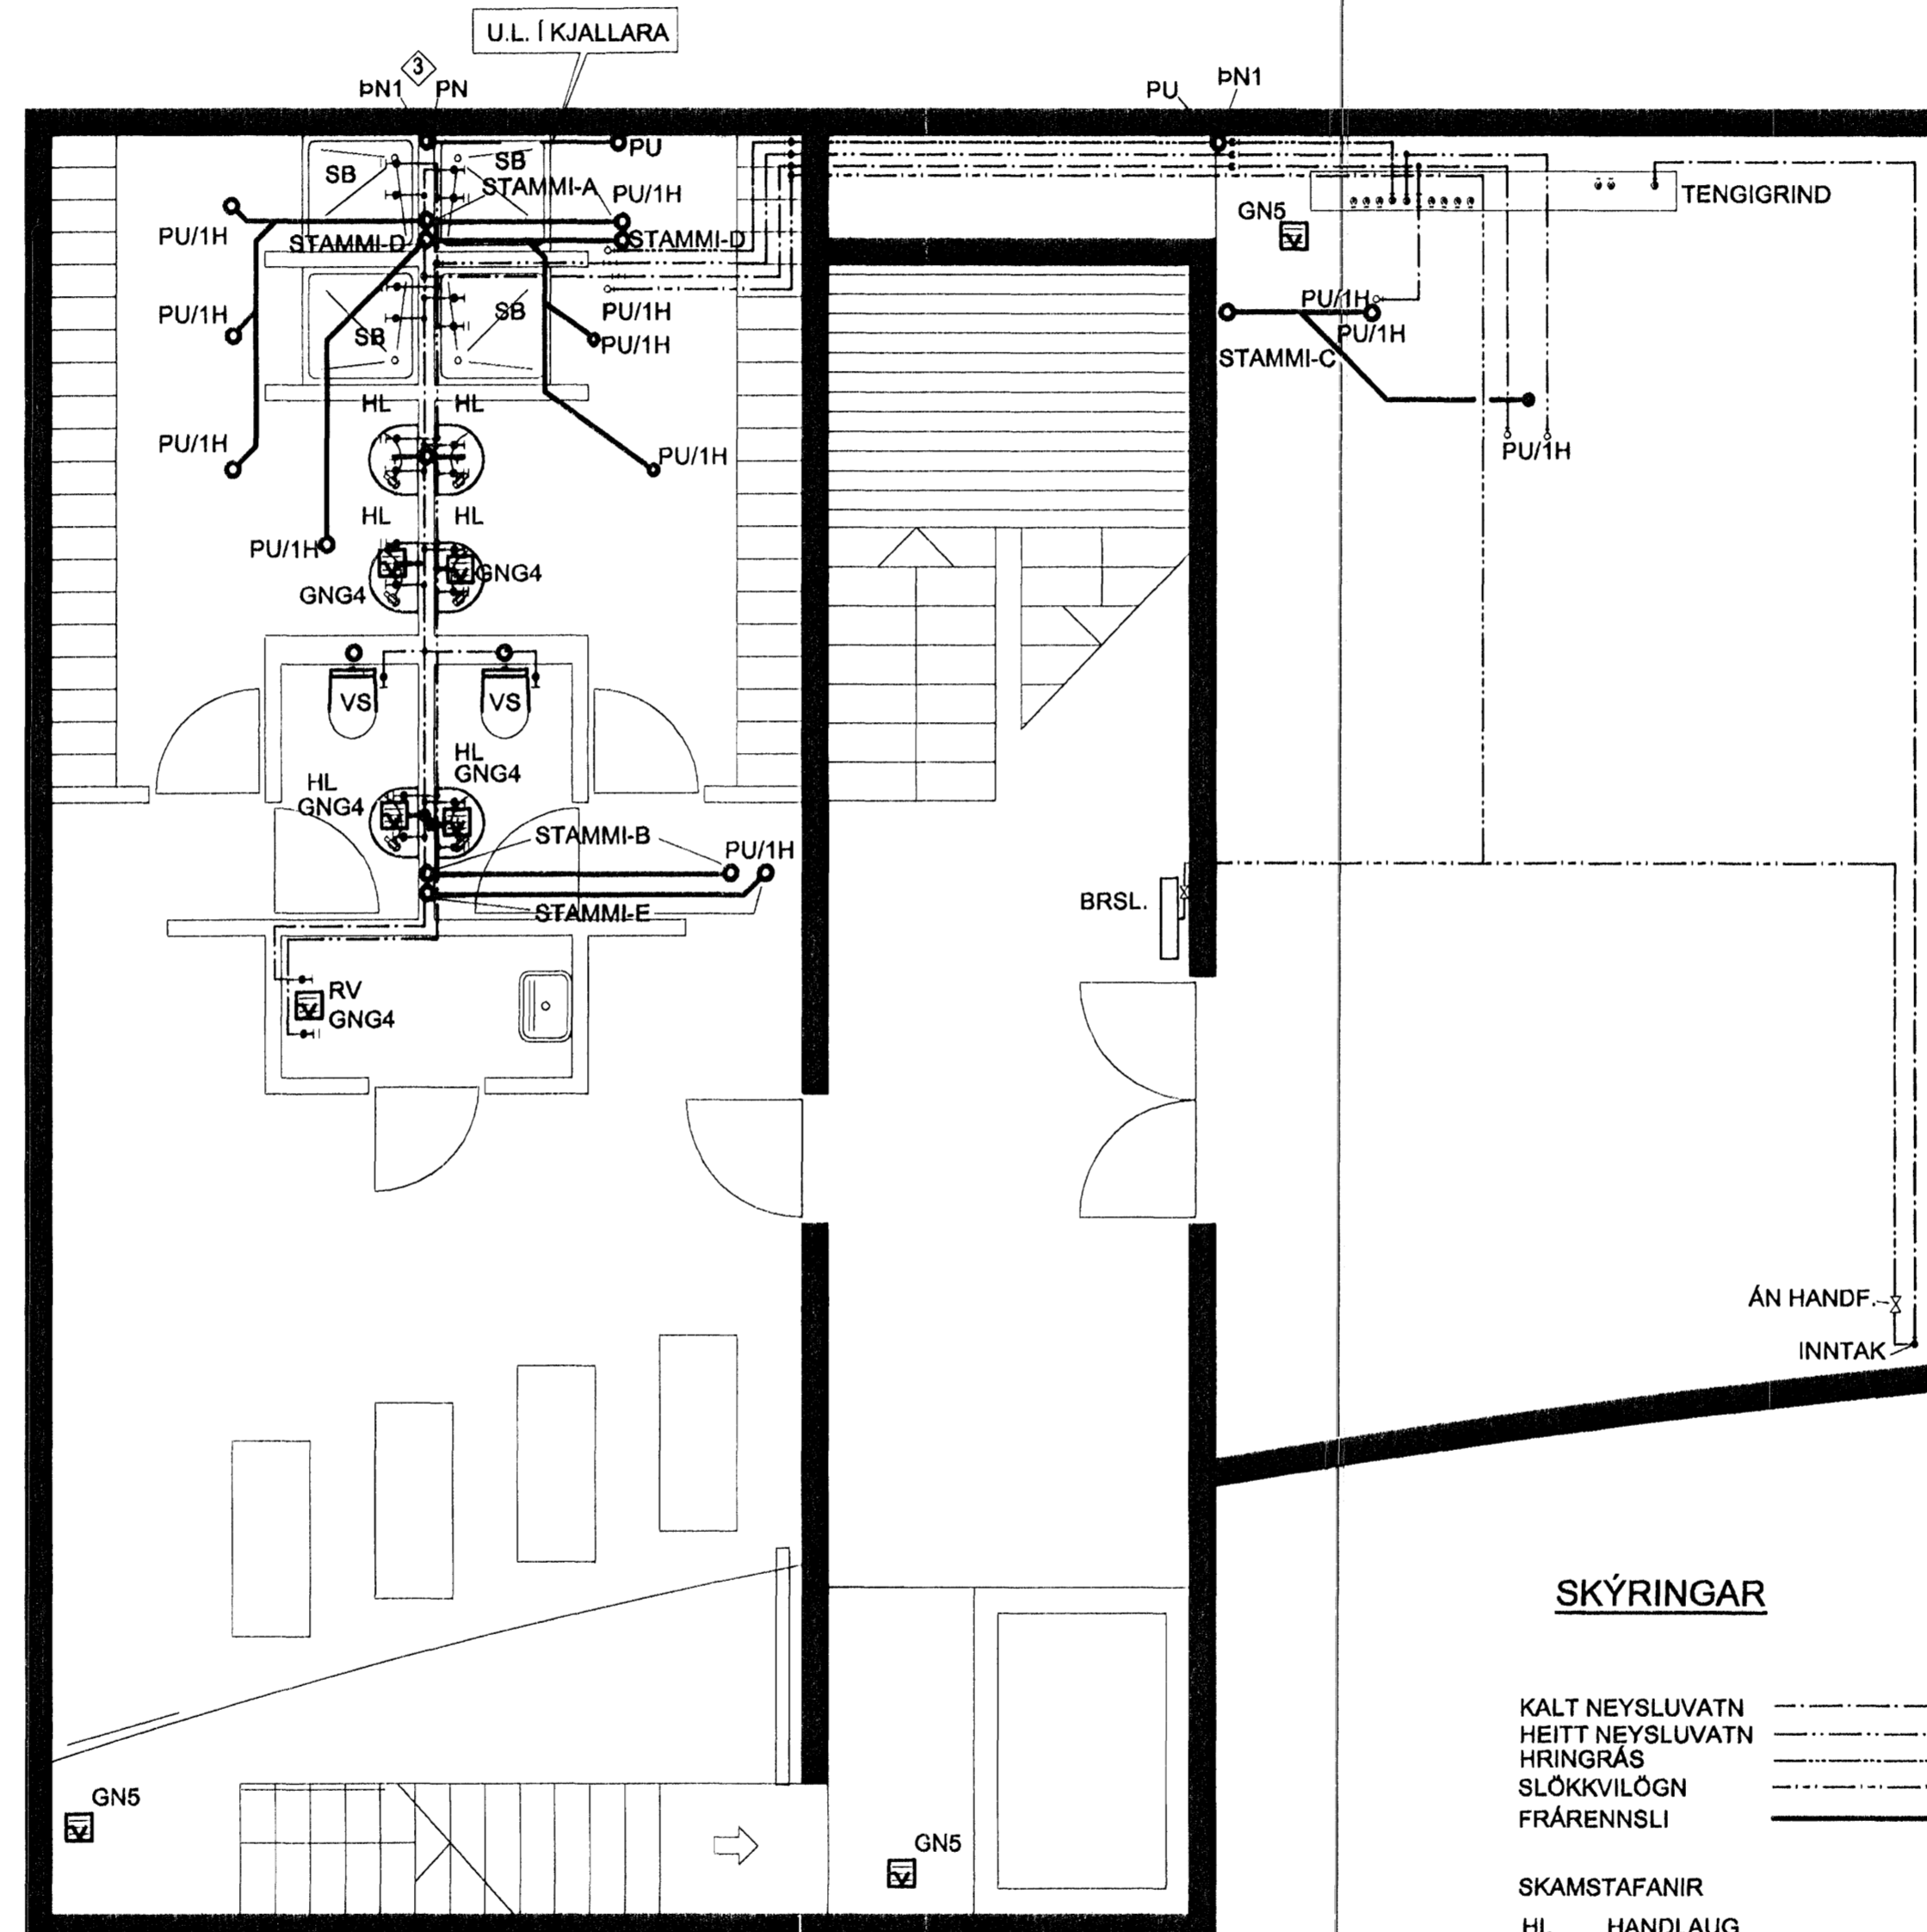 U.L. Í KJALLARA
3
ÞN1 ÞN
PU ÞN1
PU
SB SB
STAMMI-A PU/1H
TENGIGRIND
GN5
PU/1H STAMMI-D STAMMI-D
PU/1H
PU/1H SB SB PU/1H
PU/1H
PU/1H
STAMMI-C
HL HL
PU/1H PU/1H
PU/1H
HL HL
PU/1H
GNG4 GNG4
VS VS
HL
GNG4
HL
GNG4
STAMMI-B PU/1H
BRSL.
STAMMI-E
RV
GNG4
ÁN HANDF.
INNTAK
SKÝRINGAR
KALT NEYSLUVATN
HEITT NEYSLUVATN
HRINGRÁS
SLÖKKVILÖGN
FRÁRENNSLI
GN5
GN5
SKAMSTAFANIR
HL HANDLAUG